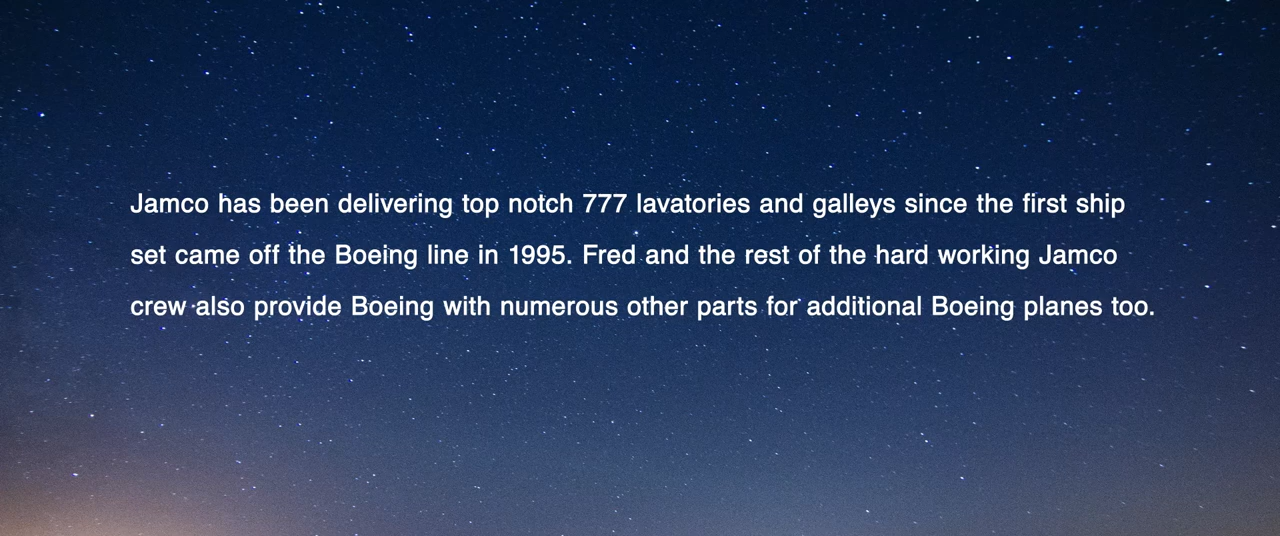 Jamco has been delivering top notch 777 lavatories and galleys since the first ship
set came off the Boeing line in 1995. Fred and the rest of the hard working Jamco
crew also provide Boeing with numerous other parts for additional Boeing planes too.